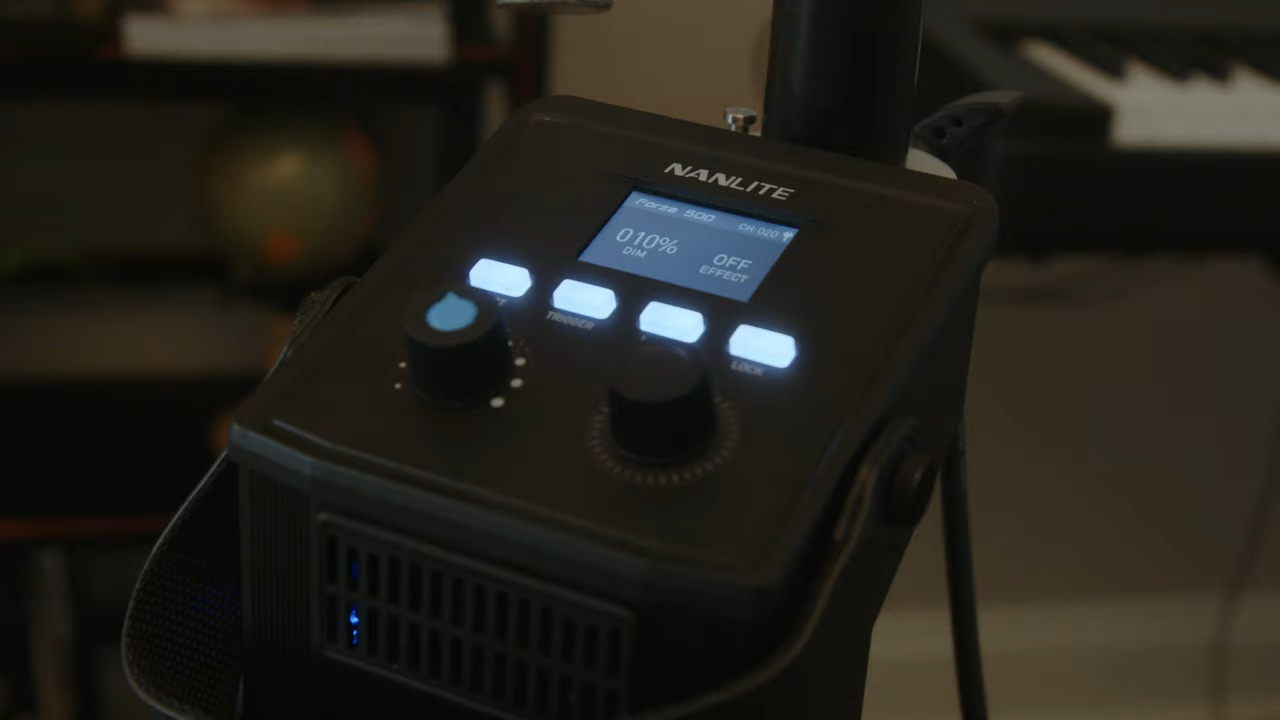 NANLITE
Forza 500
CH:020
010%
DIM
OFF
EFFECT
TRIGGER
LOCK